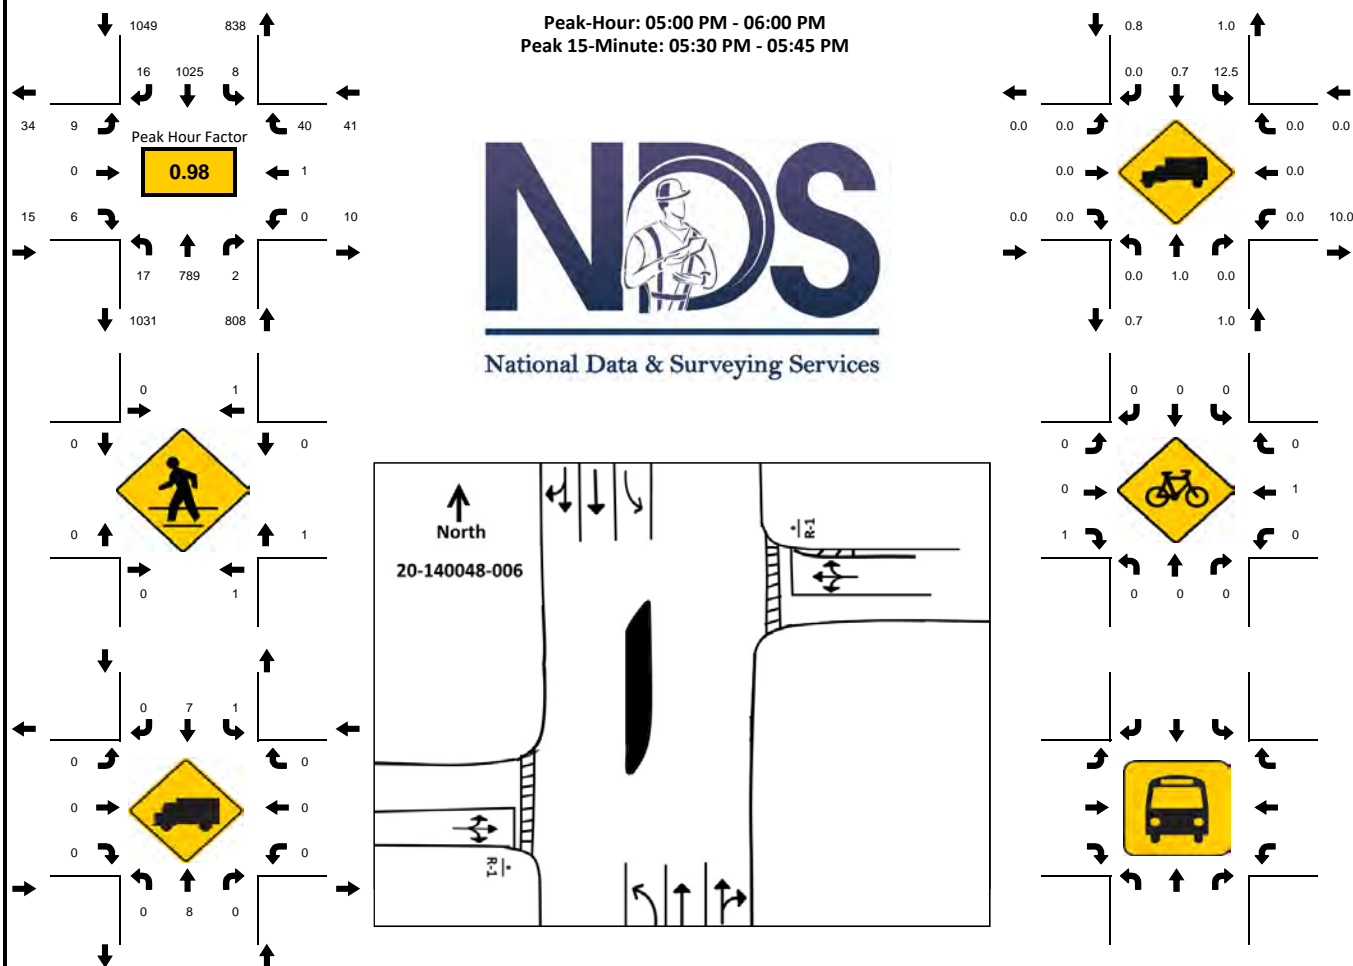 Peak-Hour: 05:00 PM - 06:00 PM
Peak 15-Minute: 05:30 PM - 05:45 PM
1049 838
16 1025 8
34 9 40 41
Peak Hour Factor
0.98
0 1
15 6 0 10
17 789 2
1031 808
0.8 1.0
0.0 0.7 12.5
0.0 0.0 0.0 0.0
0.0 0.0
0.0 0.0 0.0 10.0
0.0 1.0 0.0
0.7 1.0
NDS
National Data & Surveying Services
0 1
0 0
0 1
0 1
0 0 0
0 0
0 1
1 0
0 0 0
North
20-140048-006
R-1
R-1
0 7 1
0 0
0 0
0 0
0 8 0